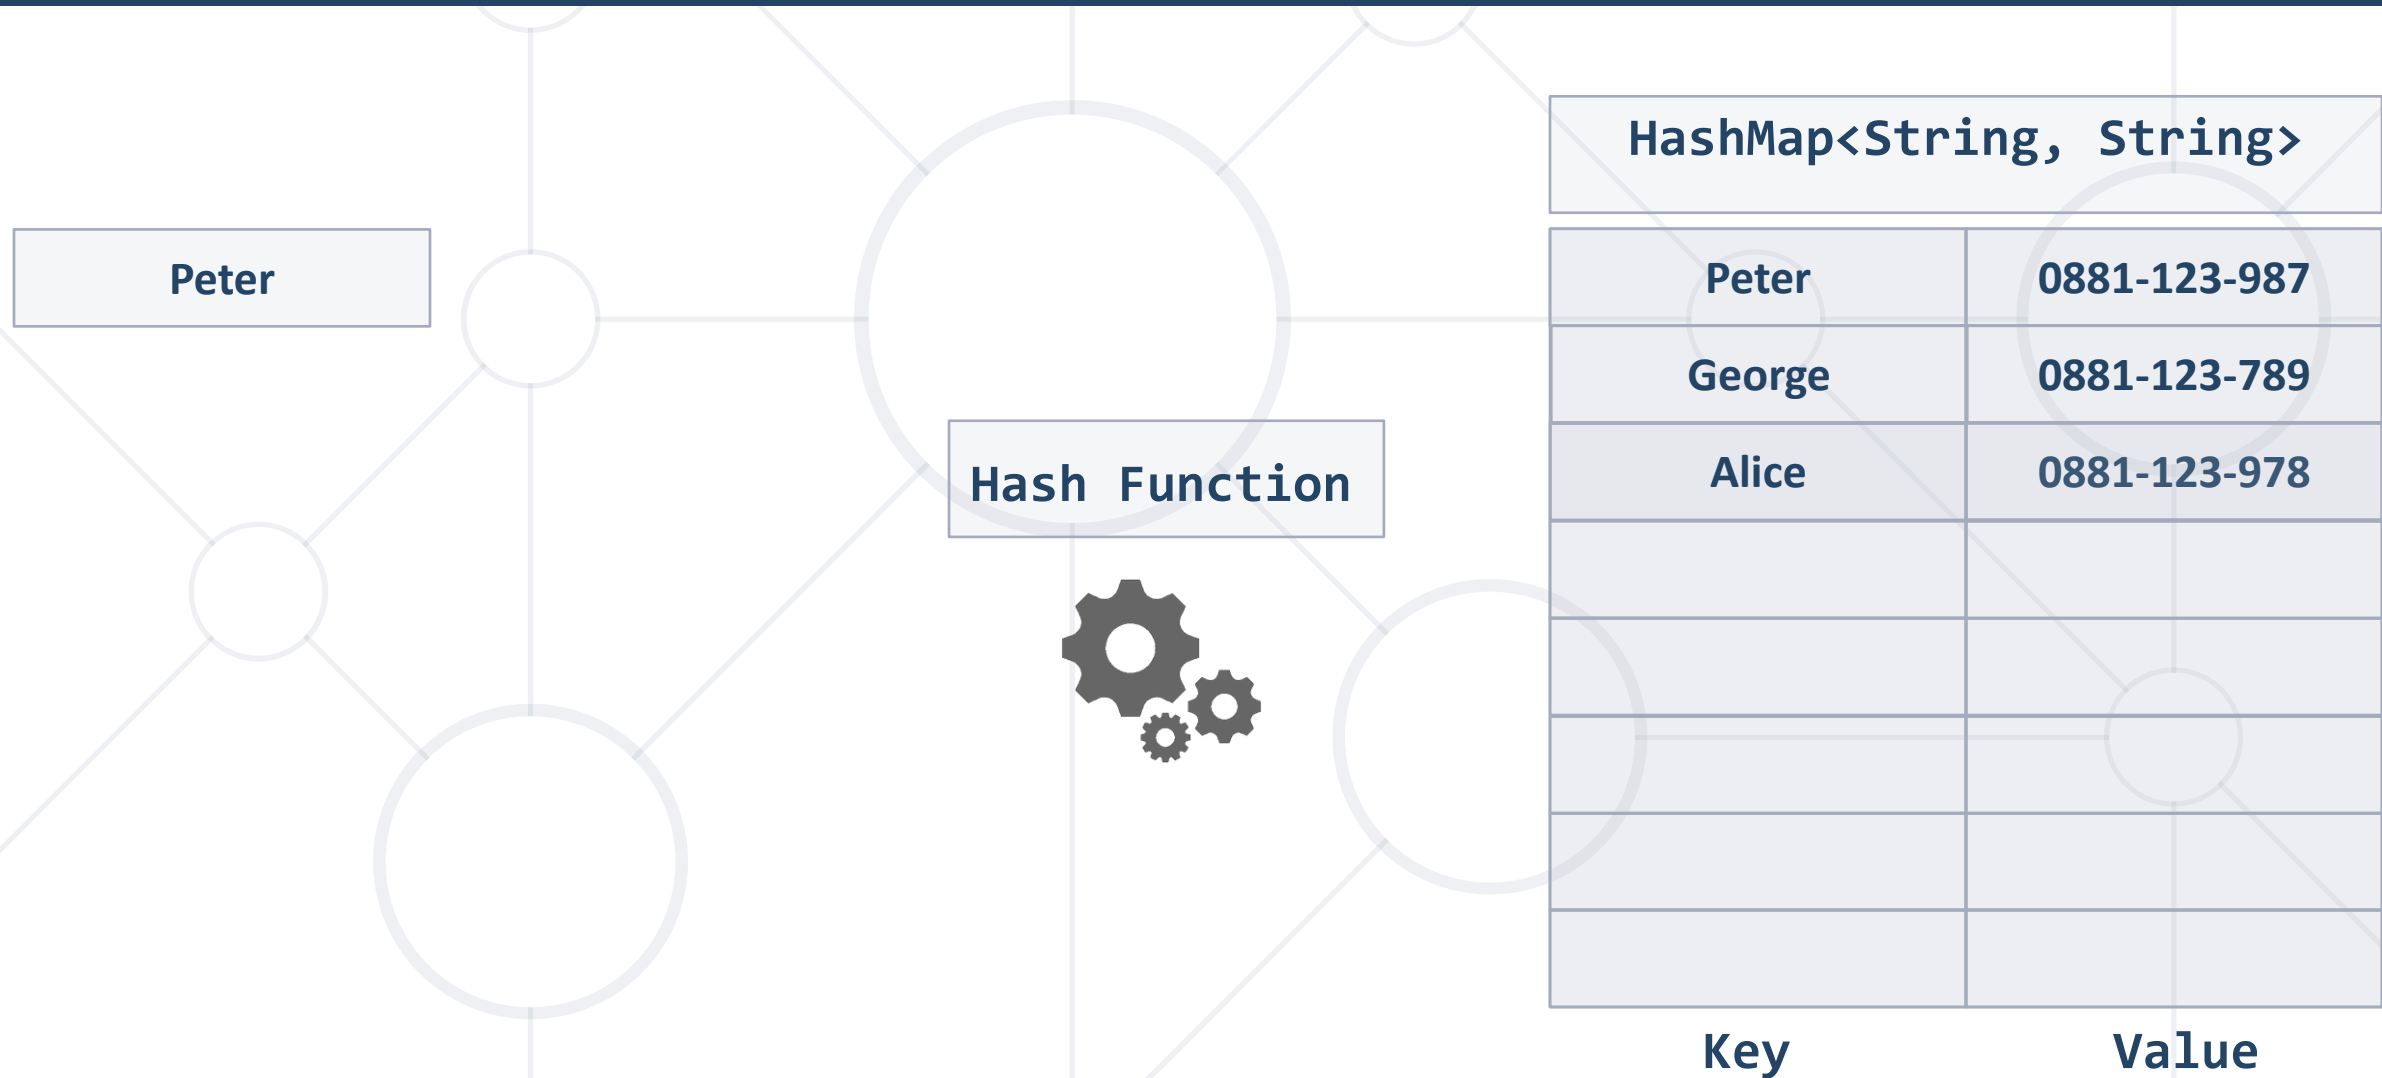 HashMap<String, String>
Peter
Peter 0881-123-987
George 0881-123-789
Hash Function
Alice 0881-123-978
Key Value